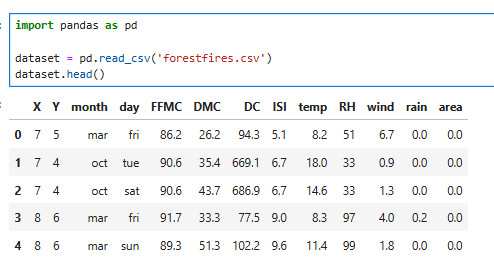 import pandas as pd
dataset = pd.read_csv('forestfires.csv')
dataset.head()
X Y month day FFMC DMC DC ISI temp RH wind rain area
0 7 5 mar fri 86.2 26.2 94.3 5.1 8.2 51 6.7 0.0 0.0
1 7 4 oct tue 90.6 35.4 669.1 6.7 18.0 33 0.9 0.0 0.0
2 7 4 oct sat 90.6 43.7 686.9 6.7 14.6 33 1.3 0.0 0.0
3 8 6 mar fri 91.7 33.3 77.5 9.0 8.3 97 4.0 0.2 0.0
4 8 6 mar sun 89.3 51.3 102.2 9.6 11.4 99 1.8 0.0 0.0